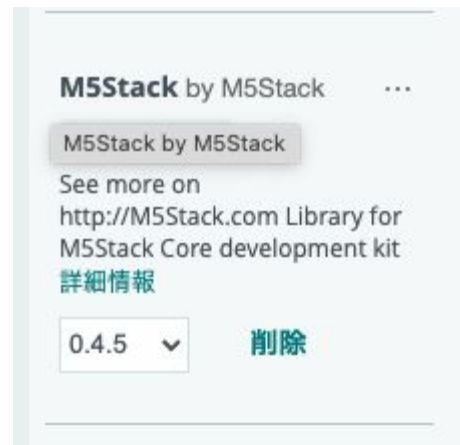 M5Stack by M5Stack ...
M5Stack by M5Stack
See more on
http://M5Stack.com Library for
M5Stack Core development kit
詳細情報
0.4.5 削除